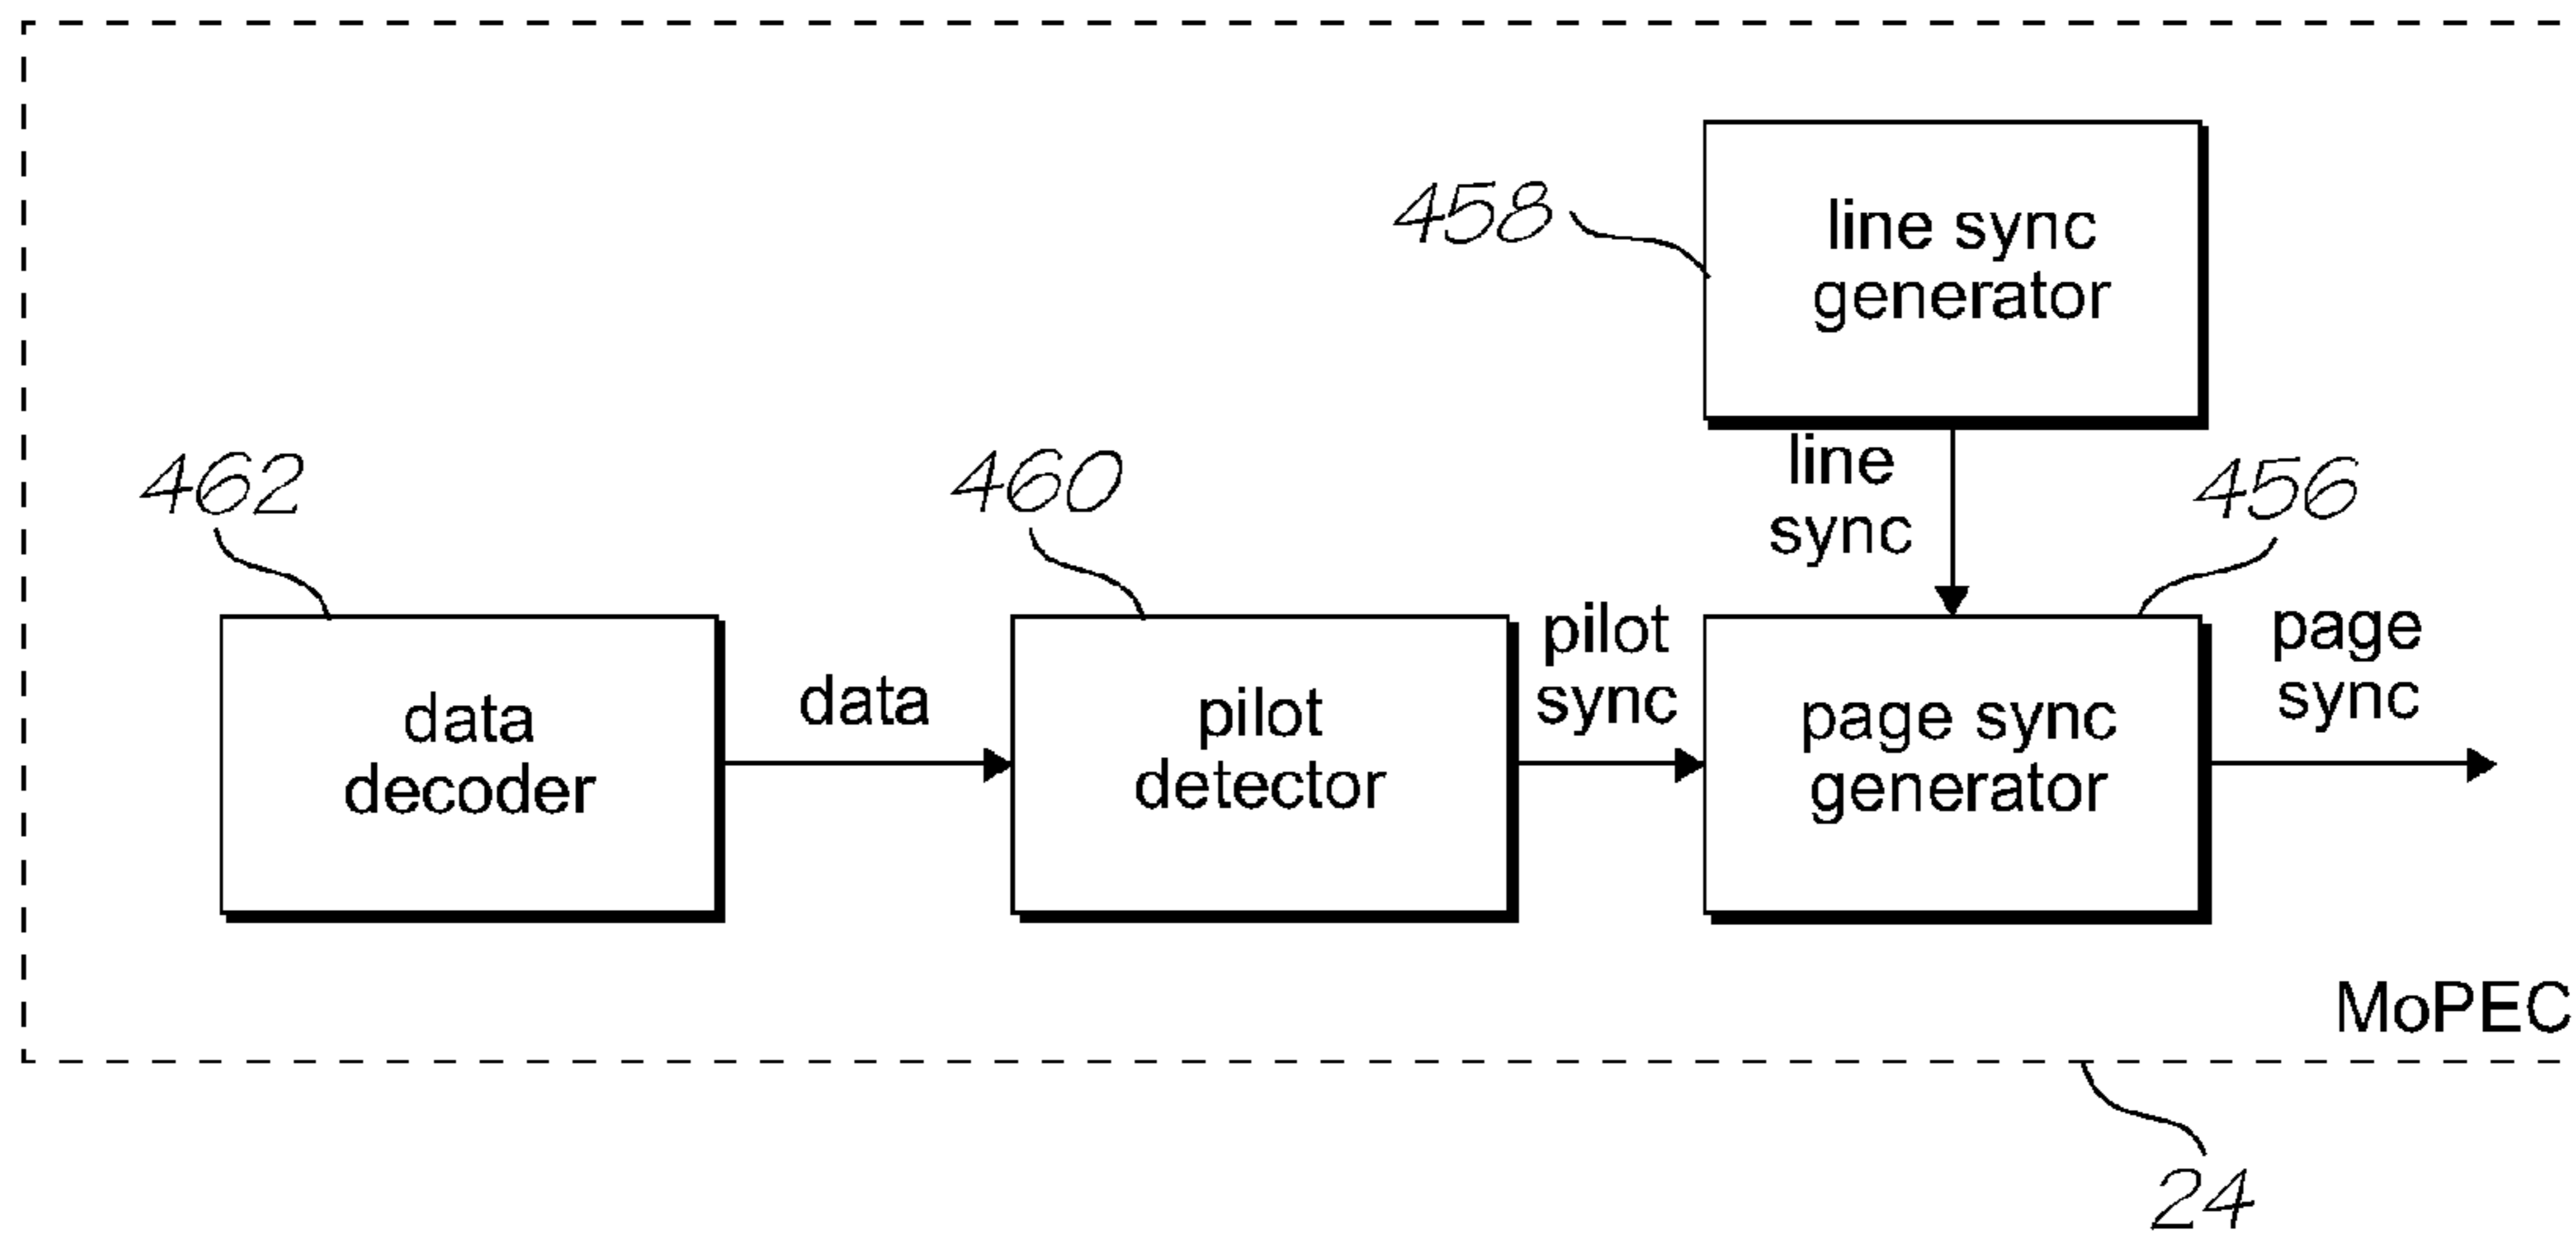 458
line sync
generator
line
sync
462
460
456
data
decoder
data
pilot
detector
pilot
sync
page sync
generator
page
sync
MoPEC
24